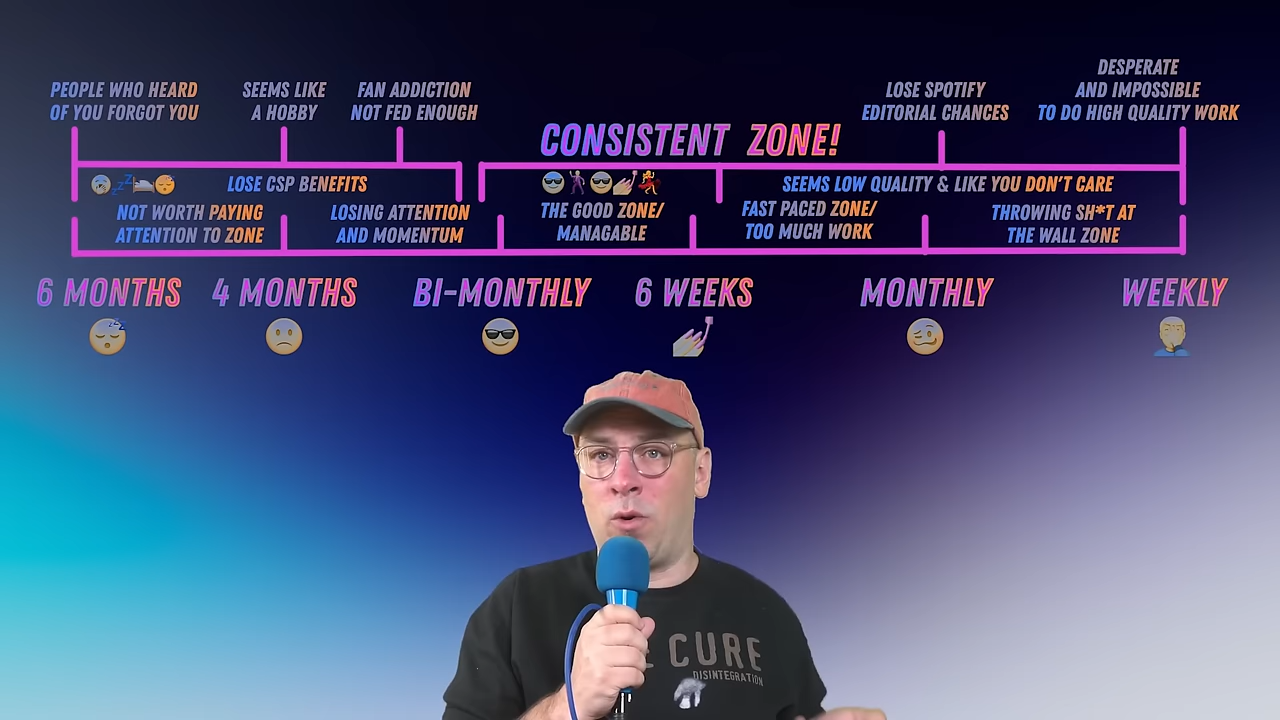 PEOPLE WHO HEARD
OF YOU FORGOT YOU
SEEMS LIKE
A HOBBY
FAN ADDICTION
NOT FED ENOUGH
CONSISTENT ZONE!
LOSE SPOTIFY
EDITORIAL CHANCES
DESPERATE
AND IMPOSSIBLE
TO DO HIGH QUALITY WORK
LOSE CSP BENEFITS
SEEMS LOW QUALITY & LIKE YOU DON'T CARE
NOT WORTH PAYING
ATTENTION TO ZONE
LOSING ATTENTION
AND MOMENTUM
THE GOOD ZONE/
MANAGABLE
FAST PACED ZONE/
TOO MUCH WORK
THROWING SH*T AT
THE WALL ZONE
6 MONTHS
4 MONTHS
BI-MONTHLY
6 WEEKS
MONTHLY
WEEKLY
CURE
DISINTEGRATION